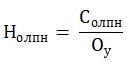 Нолпн = Солпн / Оу